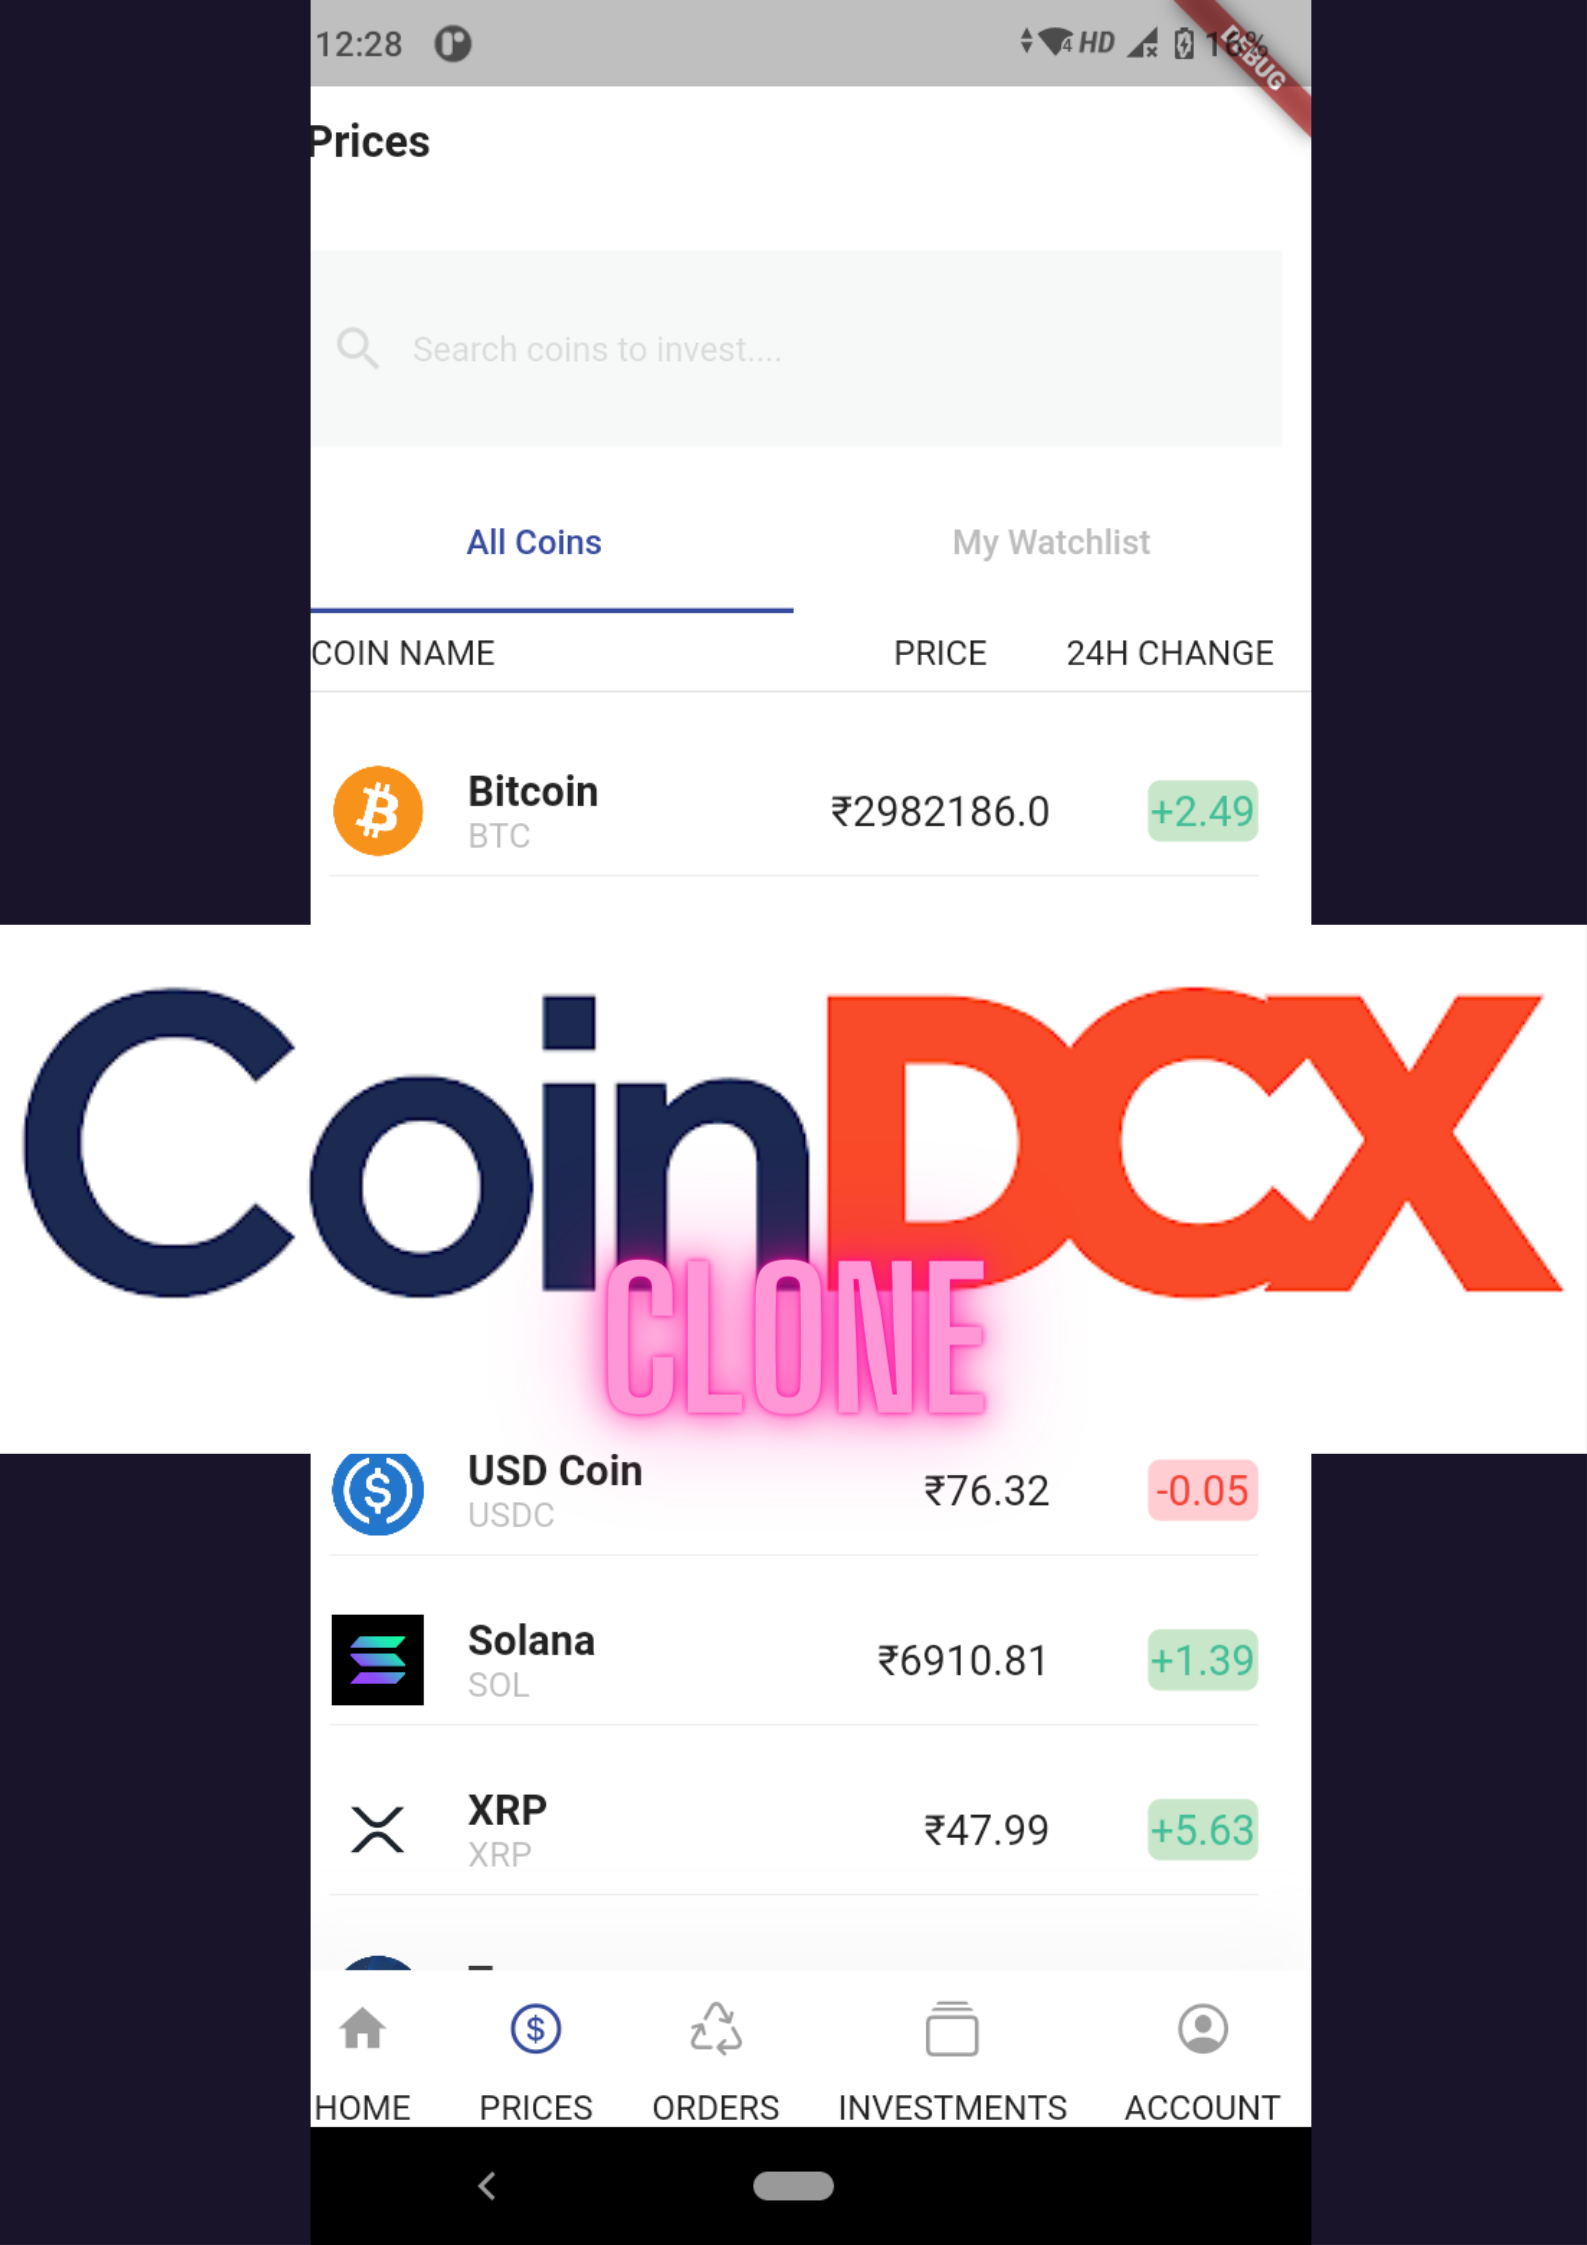 12:28 4 HD 16%
DEBUG
Prices
Search coins to invest....
All Coins My Watchlist
COIN NAME PRICE 24H CHANGE
Bitcoin
BTC
₹2982186.0 +2.49
CoinDCX
CLONE
USD Coin
USDC
₹76.32 -0.05
Solana
SOL
₹6910.81 +1.39
XRP
XRP
₹47.99 +5.63
HOME PRICES ORDERS INVESTMENTS ACCOUNT